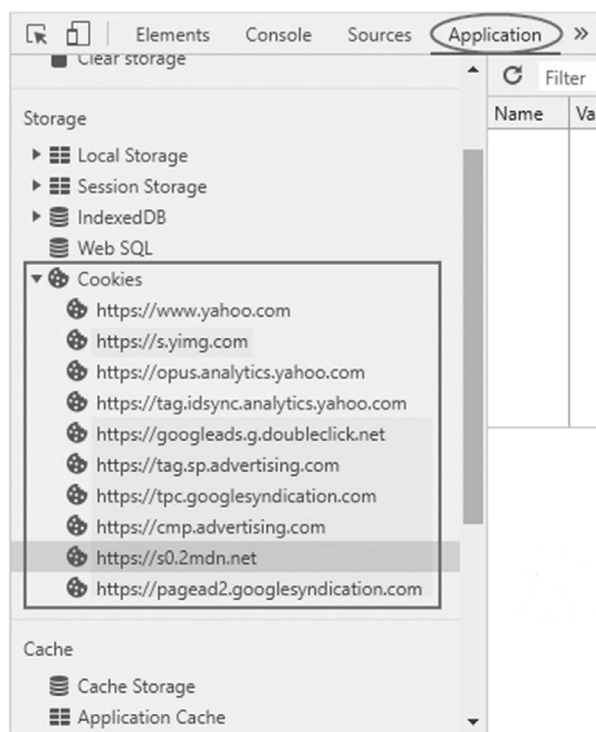 Elements Console Sources Application »
Clear storage
Filter
Storage
Name Va
Local Storage
Session Storage
IndexedDB
Web SQL
Cookies
https://www.yahoo.com
https://s.yimg.com
https://opus.analytics.yahoo.com
https://tag.idsync.analytics.yahoo.com
https://googleads.g.doubleclick.net
https://tag.sp.advertising.com
https://tpc.googlesyndication.com
https://cmp.advertising.com
https://s0.2mdn.net
https://pagead2.googlesyndication.com
Cache
Cache Storage
Application Cache